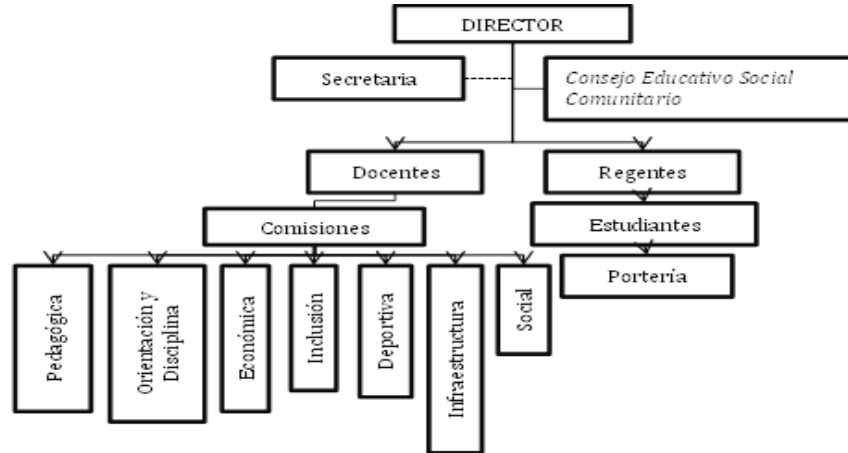 DIRECTOR
Secretaria
Consejo Educativo Social
Comunitario
Docentes
Regentes
Comisiones
Estudiantes
Portería
Pedagógica
Orientación y
Disciplina
Económica
Inclusión
Deportiva
Infraestructura
Social